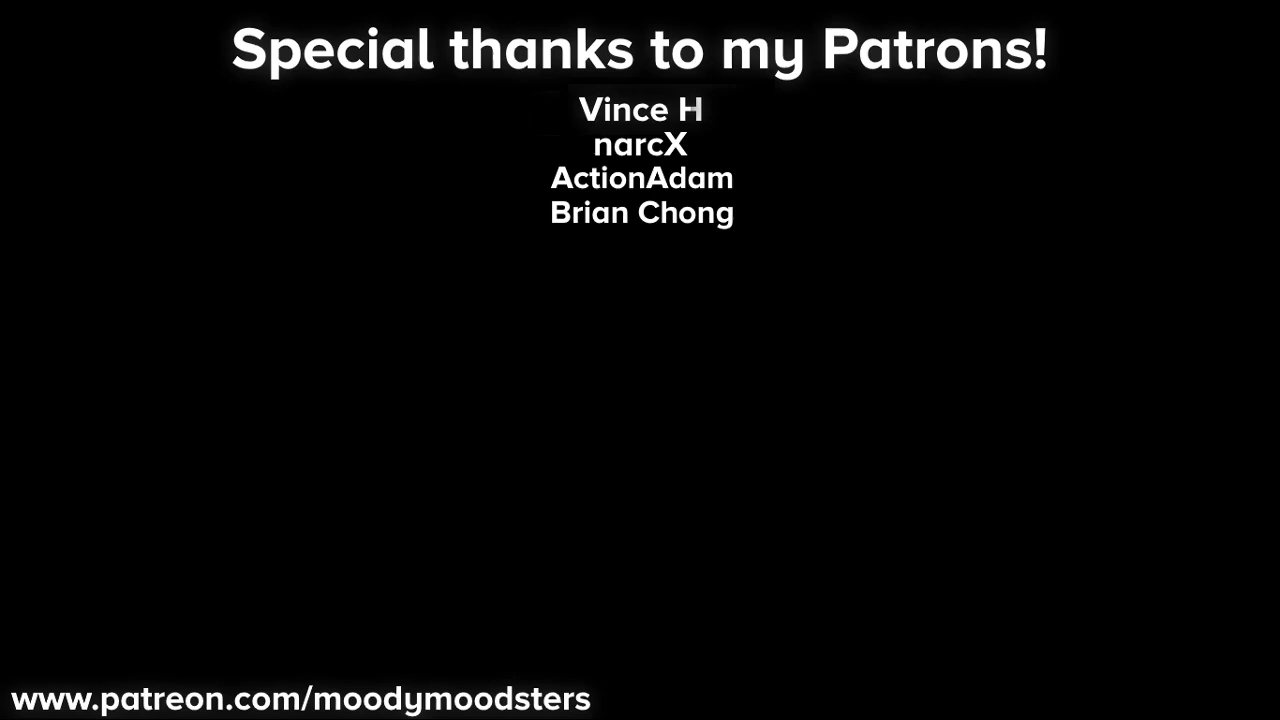 Special thanks to my Patrons!
Vince H
narcX
ActionAdam
Brian Chong
www.patreon.com/moodymoodsters